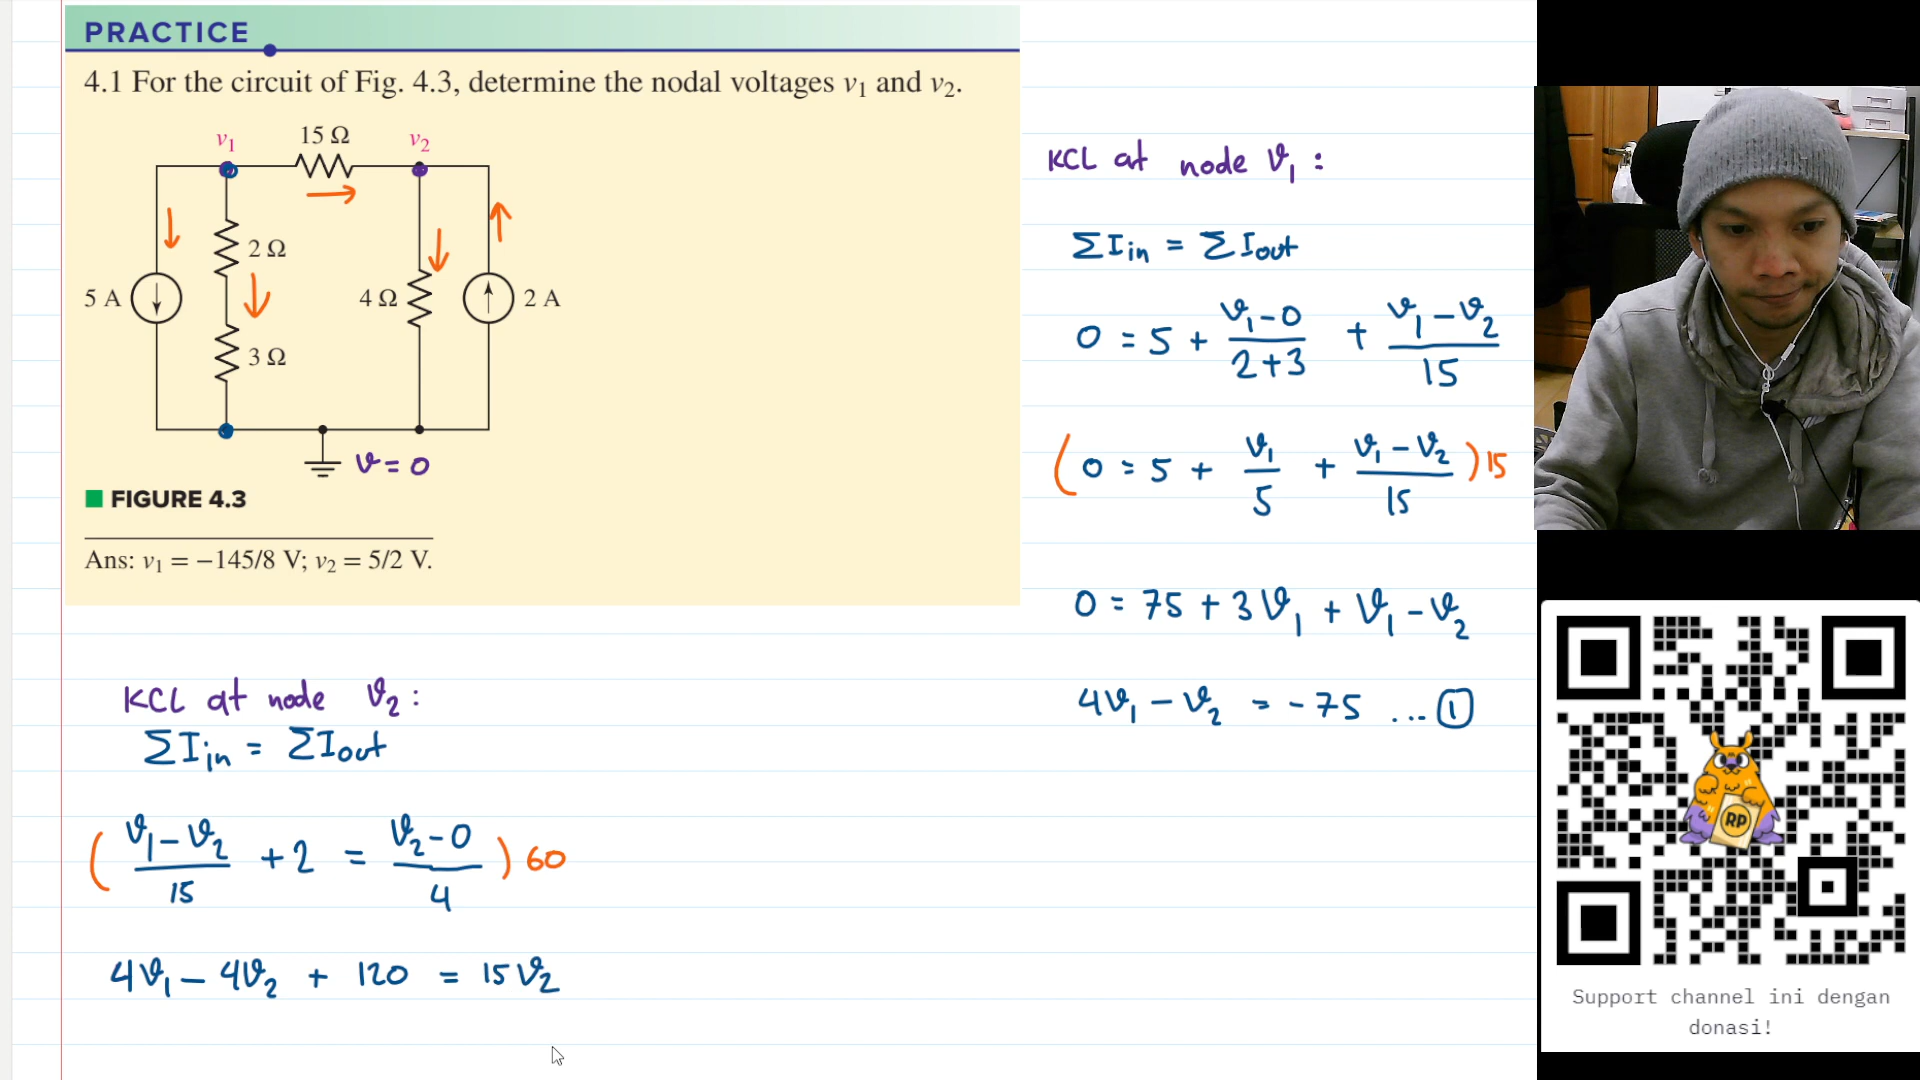 PRACTICE
4.1 For the circuit of Fig. 4.3, determine the nodal voltages v₁ and v₂.
v₁
15 Ω
v₂
2 Ω
5 A
4 Ω
2 A
3 Ω
v = 0
FIGURE 4.3
Ans: v₁ = −145/8 V; v₂ = 5/2 V.
KCL at node v₂ :
ΣI_in = ΣI_out
( (v₁ − v₂)/15 + 2 = (v₂ − 0)/4 ) 60
4v₁ − 4v₂ + 120 = 15v₂
KCL at node v₁ :
ΣI_in = ΣI_out
0 = 5 + (v₁ − 0)/(2+3) + (v₁ − v₂)/15
( 0 = 5 + v₁/5 + (v₁ − v₂)/15 ) 15
0 = 75 + 3v₁ + v₁ − v₂
4v₁ − v₂ = −75 ... ①
RP
Support channel ini dengan
donasi!